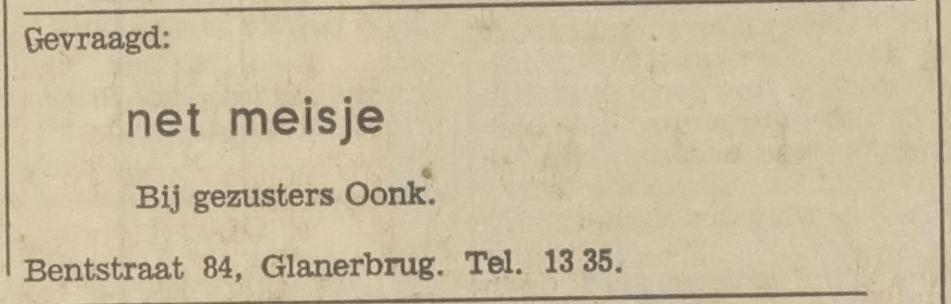 Gevraagd:
net meisje
Bij gezusters Oonk.
Bentstraat 84, Glanerbrug. Tel. 13 35.